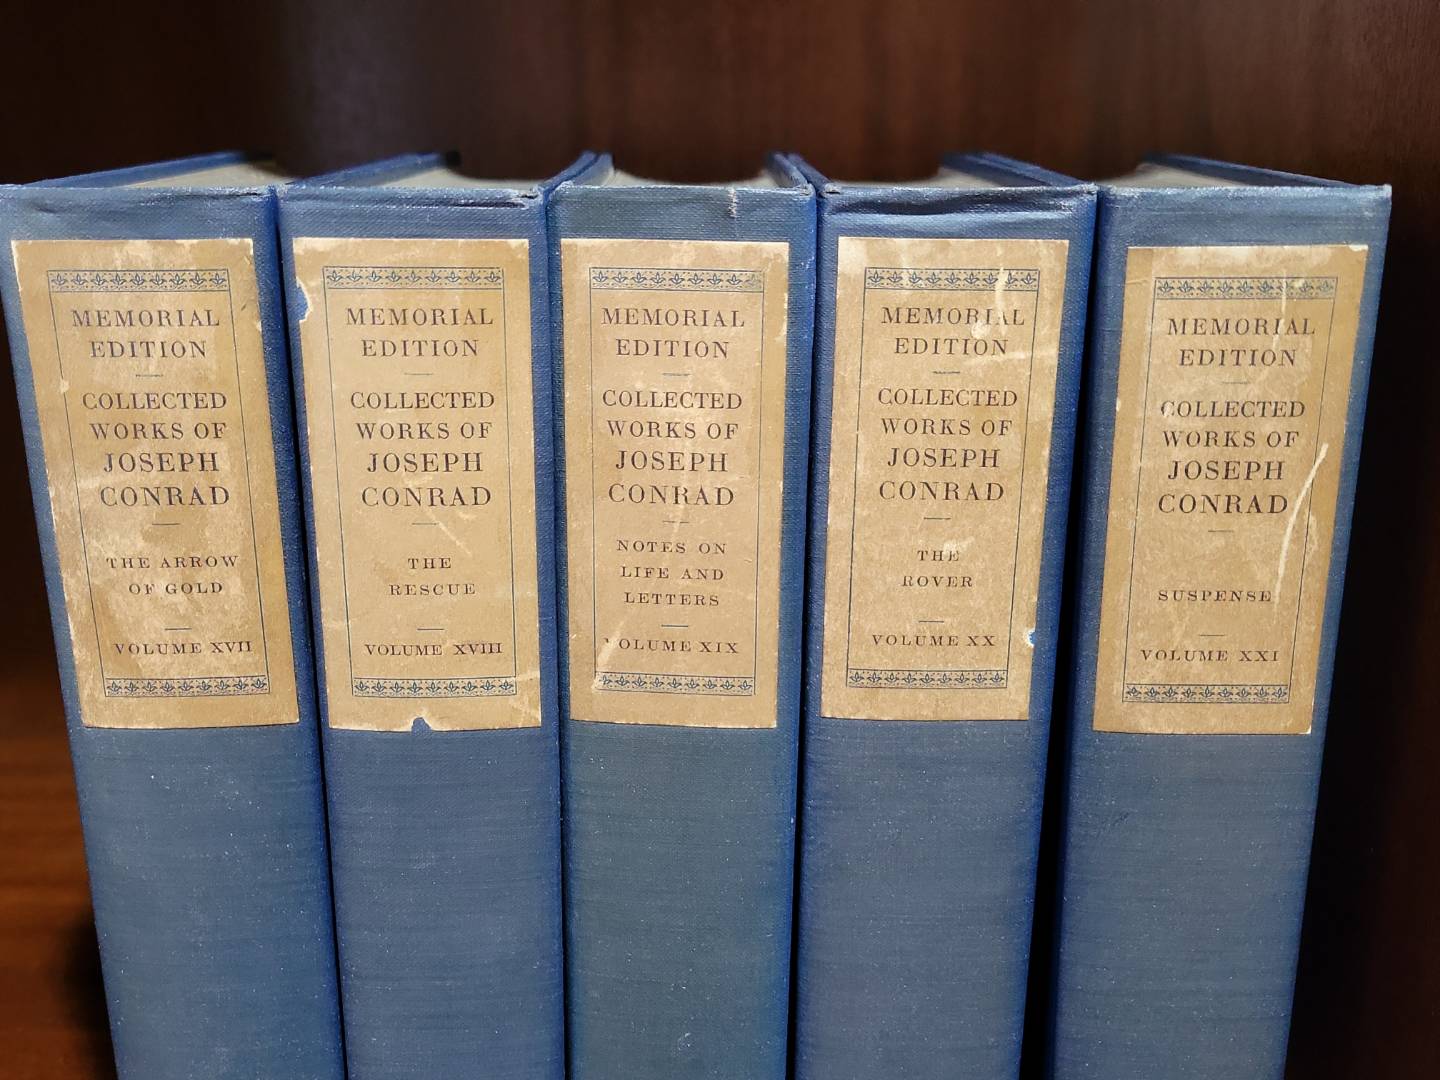 MEMORIAL
EDITION
COLLECTED
WORKS OF
JOSEPH
CONRAD
THE ARROW
OF GOLD
VOLUME XVII
MEMORIAL
EDITION
COLLECTED
WORKS OF
JOSEPH
CONRAD
THE
RESCUE
VOLUME XVIII
MEMORIAL
EDITION
COLLECTED
WORKS OF
JOSEPH
CONRAD
NOTES ON
LIFE AND
LETTERS
VOLUME XIX
MEMORIAL
EDITION
COLLECTED
WORKS OF
JOSEPH
CONRAD
THE
ROVER
VOLUME XX
MEMORIAL
EDITION
COLLECTED
WORKS OF
JOSEPH
CONRAD
SUSPENSE
VOLUME XXI